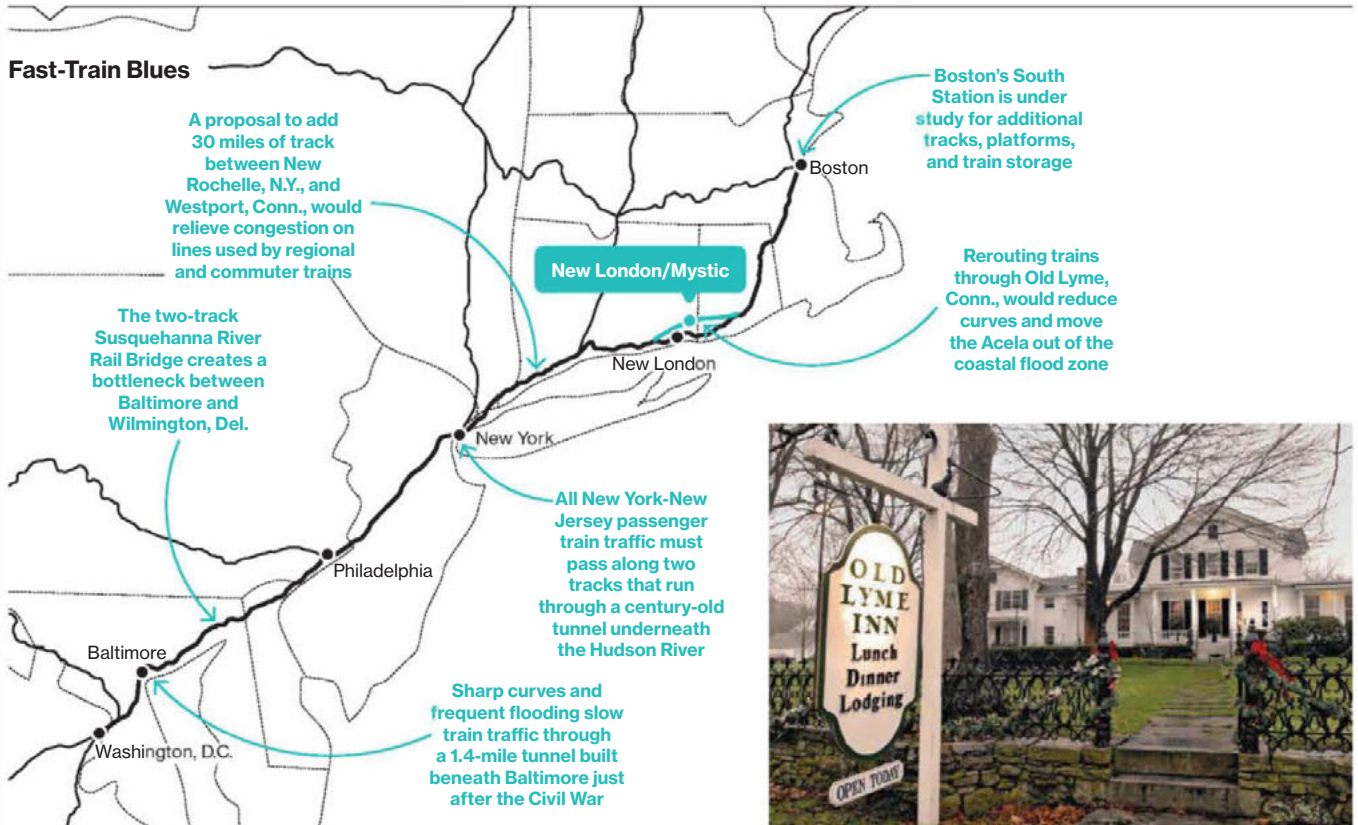 Fast-Train Blues
A proposal to add
30 miles of track
between New
Rochelle, N.Y., and
Westport, Conn., would
relieve congestion on
lines used by regional
and commuter trains
The two-track
Susquehanna River
Rail Bridge creates a
bottleneck between
Baltimore and
Wilmington, Del.
Boston's South
Station is under
study for additional
tracks, platforms,
and train storage
Boston
New London/Mystic
Rerouting trains
through Old Lyme,
Conn., would reduce
curves and move
the Acela out of the
coastal flood zone
New London
New York
All New York-New
Jersey passenger
train traffic must
pass along two
tracks that run
through a century-old
tunnel underneath
the Hudson River
Philadelphia
Baltimore
Sharp curves and
frequent flooding slow
train traffic through
a 1.4-mile tunnel built
beneath Baltimore just
after the Civil War
Washington, D.C.
OLD
LYME
INN
Lunch
Dinner
Lodging
OPEN TODAY